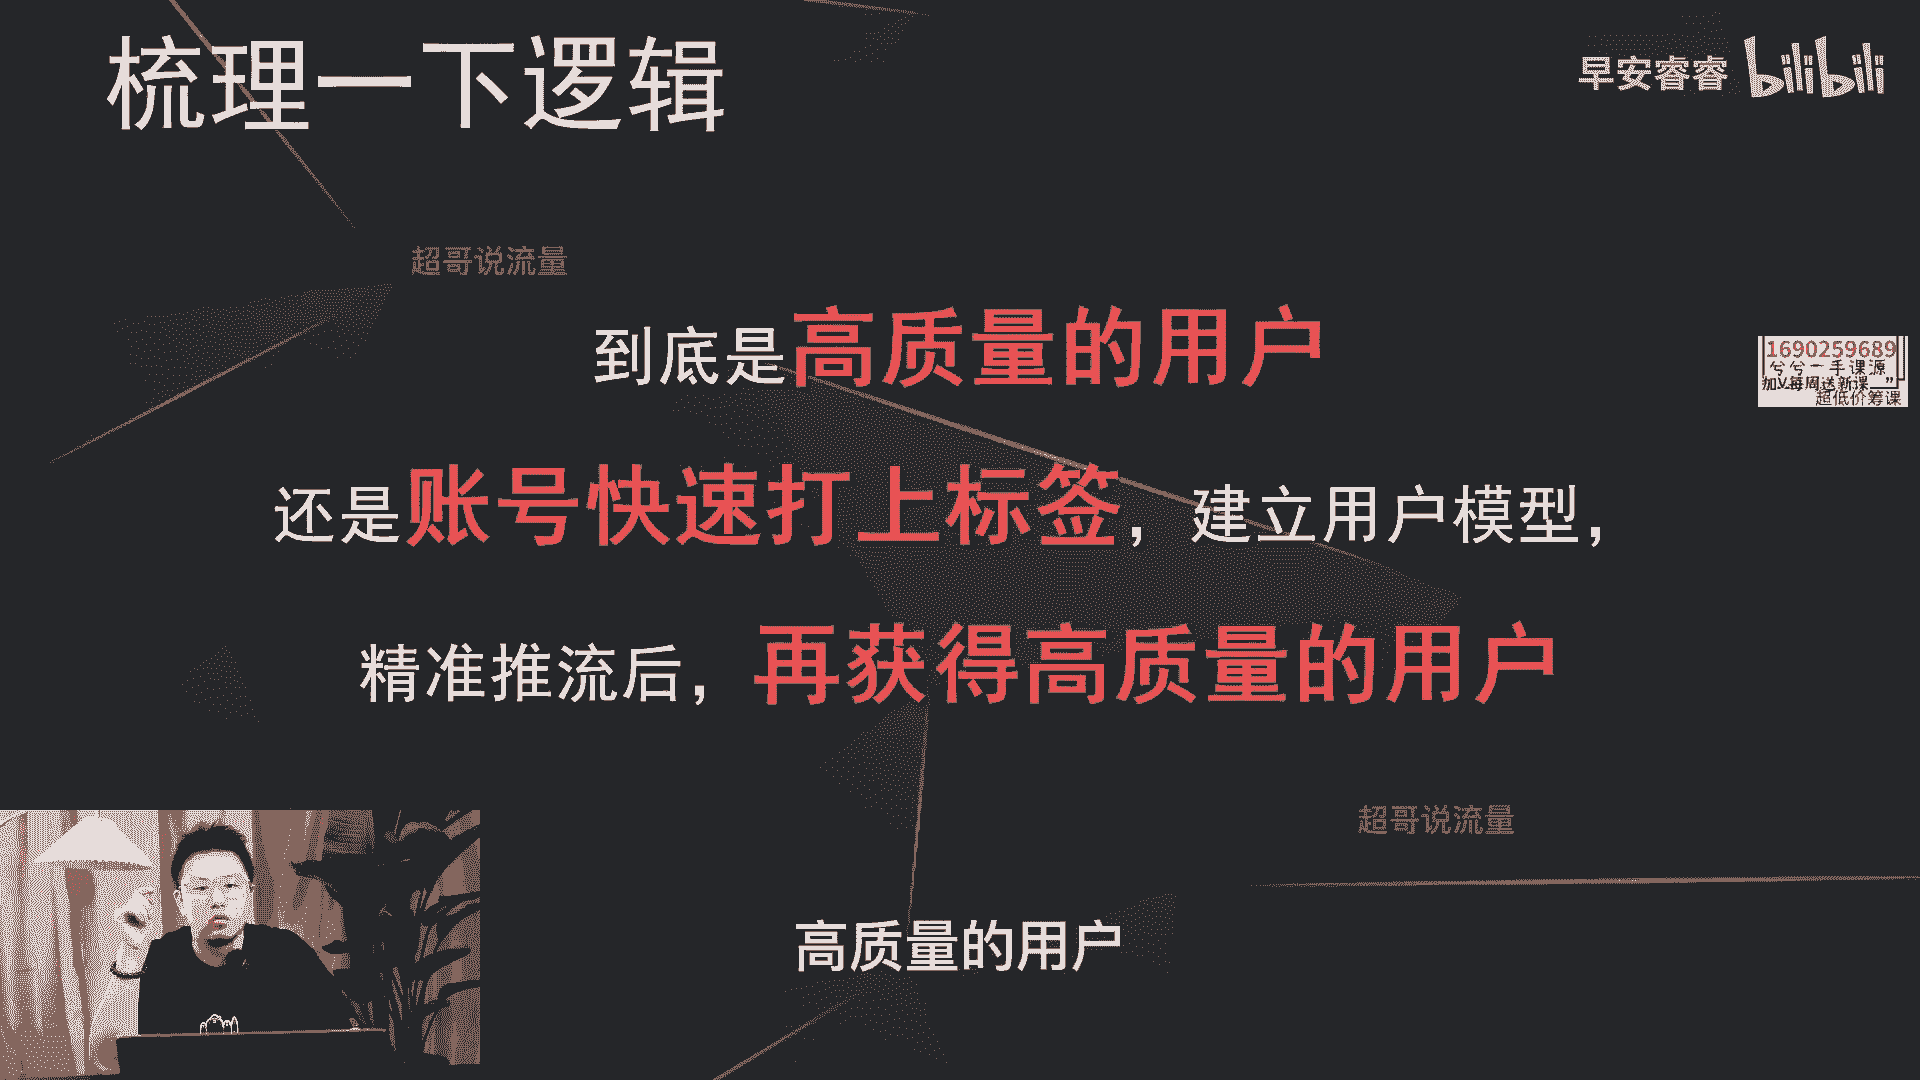 梳理一下逻辑
早安睿睿 bilibili
超哥说流量
到底是高质量的用户
1690259689
兮兮一手课源
加V每周送新课
超低价筹课
还是账号快速打上标签，建立用户模型，
精准推流后，再获得高质量的用户
超哥说流量
高质量的用户